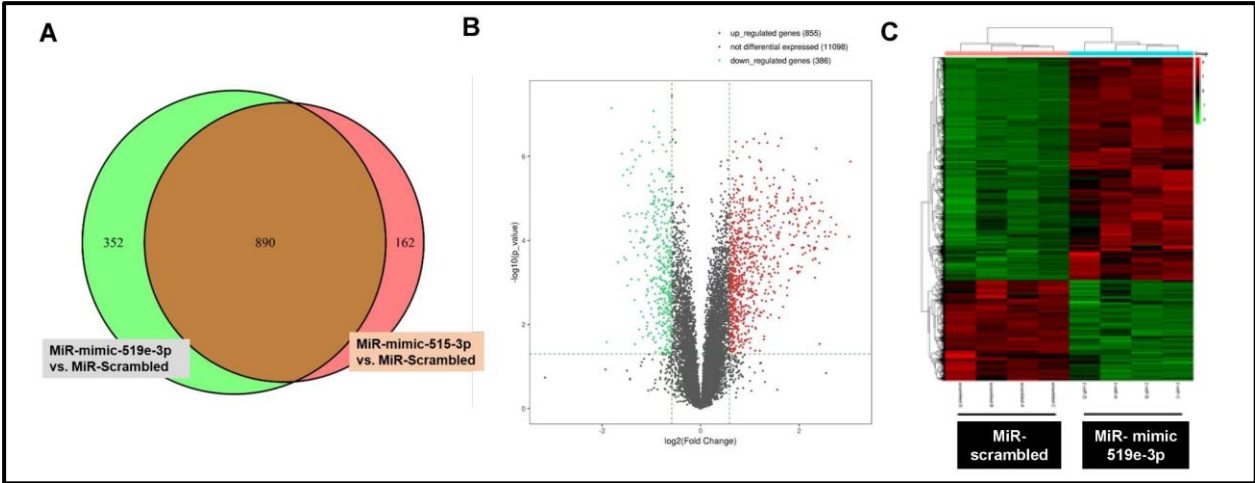 A
352
890
162
MiR-mimic-519e-3p
vs. MiR-Scrambled
MiR-mimic-515-3p
vs. MiR-Scrambled
B
up_regulated genes (855)
not differential expressed (11098)
down_regulated genes (386)
-log10(p_value)
6
4
2
0
-2
0
2
log2(Fold Change)
C
Group
MiR-
scrambled
MiR- mimic
519e-3p